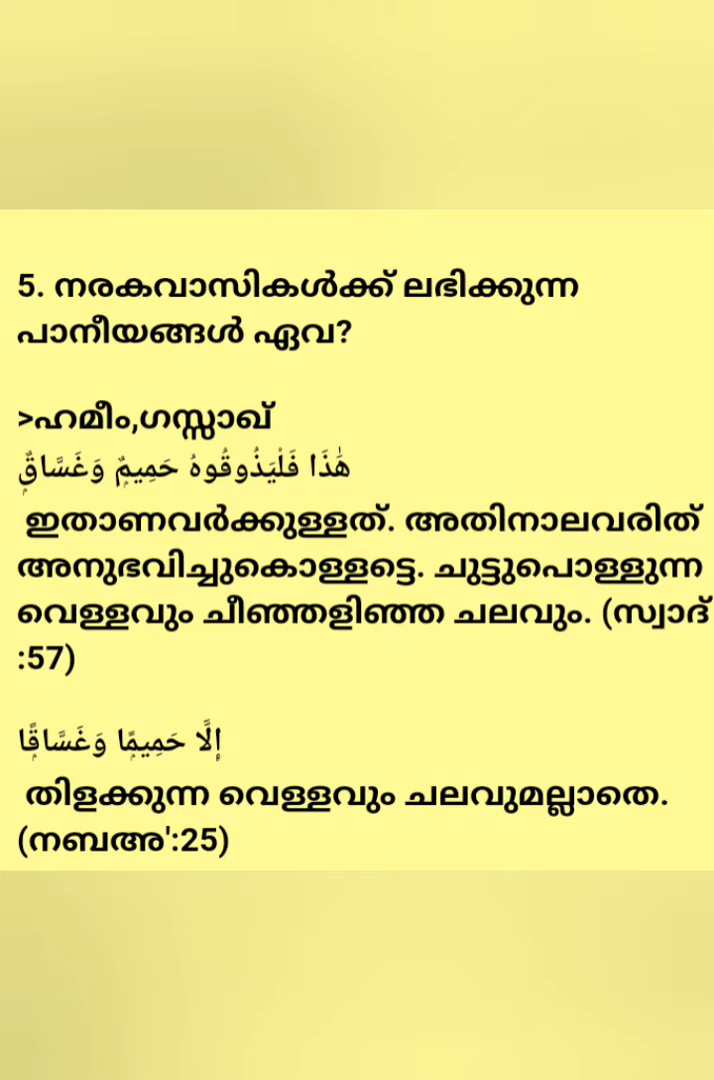 5. നരകവാസികൾക്ക് ലഭിക്കുന്ന
പാനീയങ്ങൾ ഏവ?
>ഹമീം,ഗസ്സാഖ്
هَٰذَا فَلْيَذُوقُوهُ حَمِيمٌ وَغَسَّاقٌ
ഇതാണവർക്കുള്ളത്. അതിനാലവരിത്
അനുഭവിച്ചുകൊള്ളട്ടെ. ചുട്ടുപൊള്ളുന്ന
വെള്ളവും ചീഞ്ഞളിഞ്ഞ ചലവും. (സ്വാദ്
:57)
إِلَّا حَمِيمًا وَغَسَّاقًا
തിളക്കുന്ന വെള്ളവും ചലവുമല്ലാതെ.
(നബഅ':25)